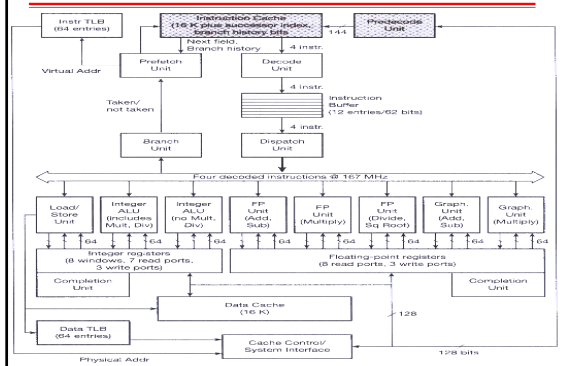 Instr TLB
(64 entries)
Instruction Cache
(16 K plus successor index,
branch history bits
144
Predecode
Unit
Next field,
Branch history
4 instr.
Virtual Addr
Prefetch
Unit
Decode
Unit
4 instr.
Taken/
not taken
Instruction
Buffer
(12 entries/62 bits)
4 instr.
Branch
Unit
Dispatch
Unit
Four decoded instructions @ 167 MHz
Load/
Store
Unit
Integer
ALU
(includes
Mult, Div)
Integer
ALU
(no Mult,
Div)
FP
Unit
(Add,
Sub)
FP
Unit
(Multiply)
FP
Unit
(Divide,
Sq Root)
Graph.
Unit
(Add,
Sub)
Graph.
Unit
(Multiply)
64
64
64
64
64
64
64
64
Integer registers
(8 windows, 7 read ports,
3 write ports)
Floating-point registers
(8 read ports, 3 write ports)
Completion
Unit
Completion
Unit
Data Cache
(16 K)
128
Data TLB
(64 entries)
Cache Control/
System Interface
128 bits
Physical Addr